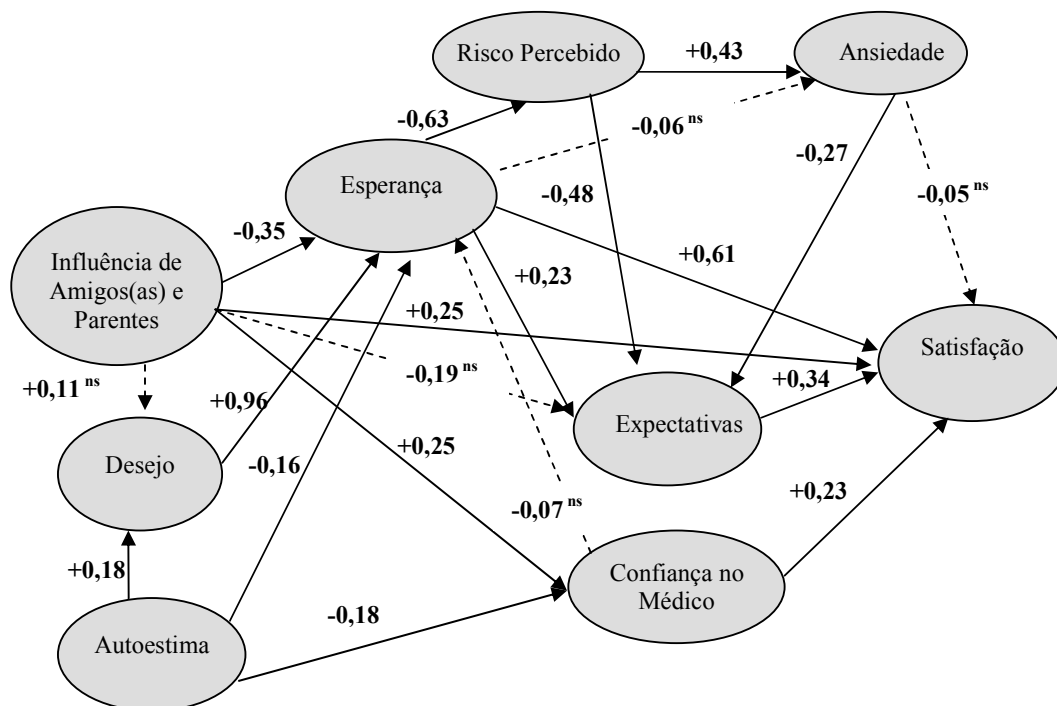 Risco Percebido
+0,43
Ansiedade
-0,63
-0,06 ns
-0,27
Esperança
-0,48
-0,05 ns
-0,35
Influência de
Amigos(as) e
Parentes
+0,23
+0,61
+0,25
Satisfação
+0,11 ns
-0,19 ns
+0,34
+0,96
Expectativas
Desejo
-0,16
+0,25
-0,07 ns
+0,23
+0,18
Confiança no
Médico
-0,18
Autoestima